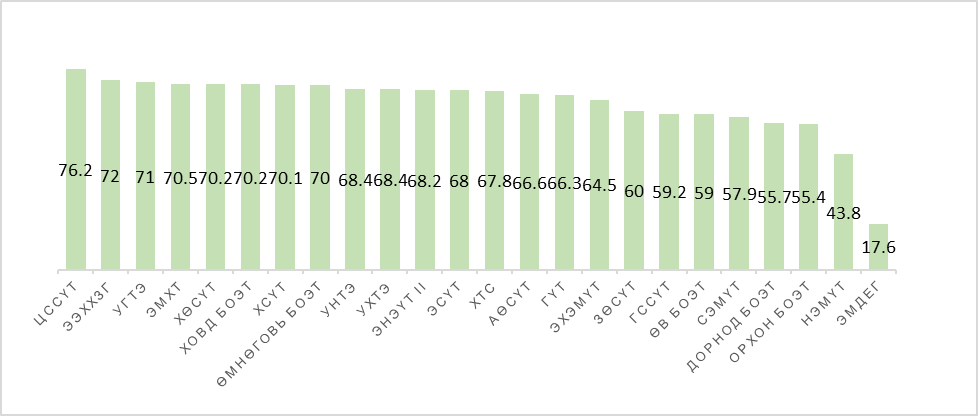 76.2 72 71 70.5 70.2 70.2 70.1 70 68.4 68.4 68.2 68 67.8 66.6 66.3 64.5 60 59.2 59 57.9 55.7 55.4 43.8 17.6
ЦССҮТ
ЭЭХХЗГ
УГТЭ
ЭМХТ
ХӨСҮТ
ХОВД БОЭТ
ХСҮТ
ӨМНӨГОВЬ БОЭТ
УНТЭ
УХТЭ
ЭНЭҮТ II
ЭСҮТ
ХТС
АӨСҮТ
ГҮТ
ЭХЭМҮТ
ЗӨСҮТ
ГССҮТ
ӨВ БОЭТ
СЭМҮТ
ДОРНОД БОЭТ
ОРХОН БОЭТ
НЭМҮТ
ЭМДЕГ